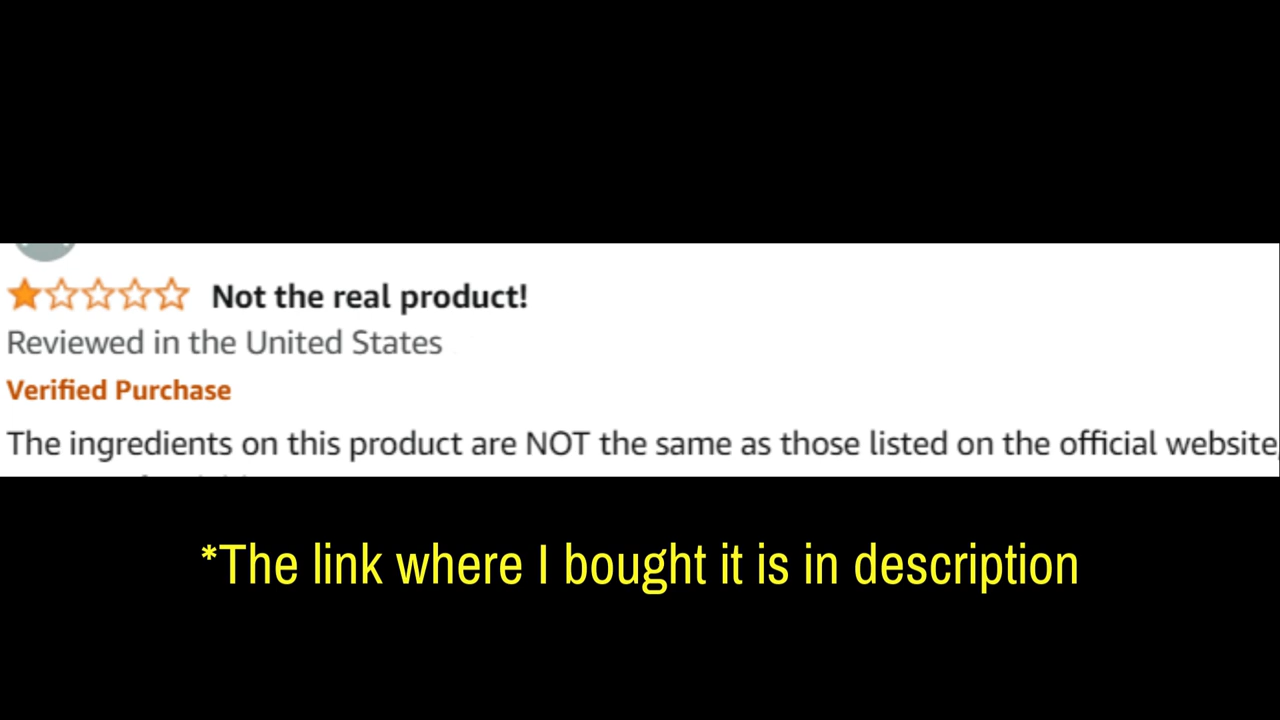 Not the real product!
Reviewed in the United States
Verified Purchase
The ingredients on this product are NOT the same as those listed on the official website,
*The link where I bought it is in description